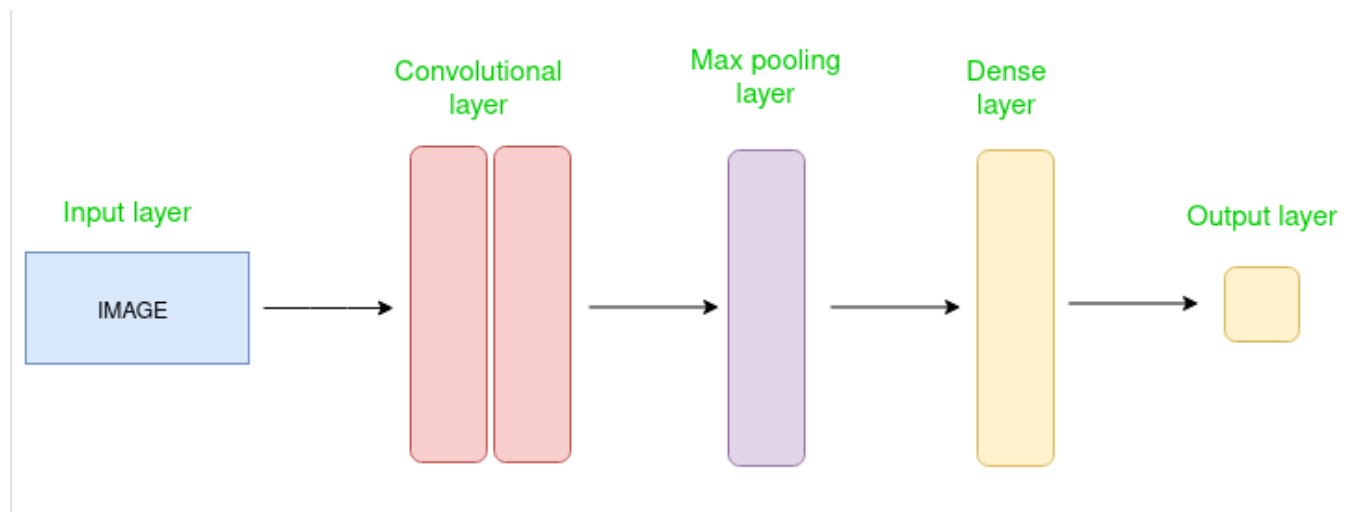 Input layer
IMAGE
Convolutional
layer
Max pooling
layer
Dense
layer
Output layer